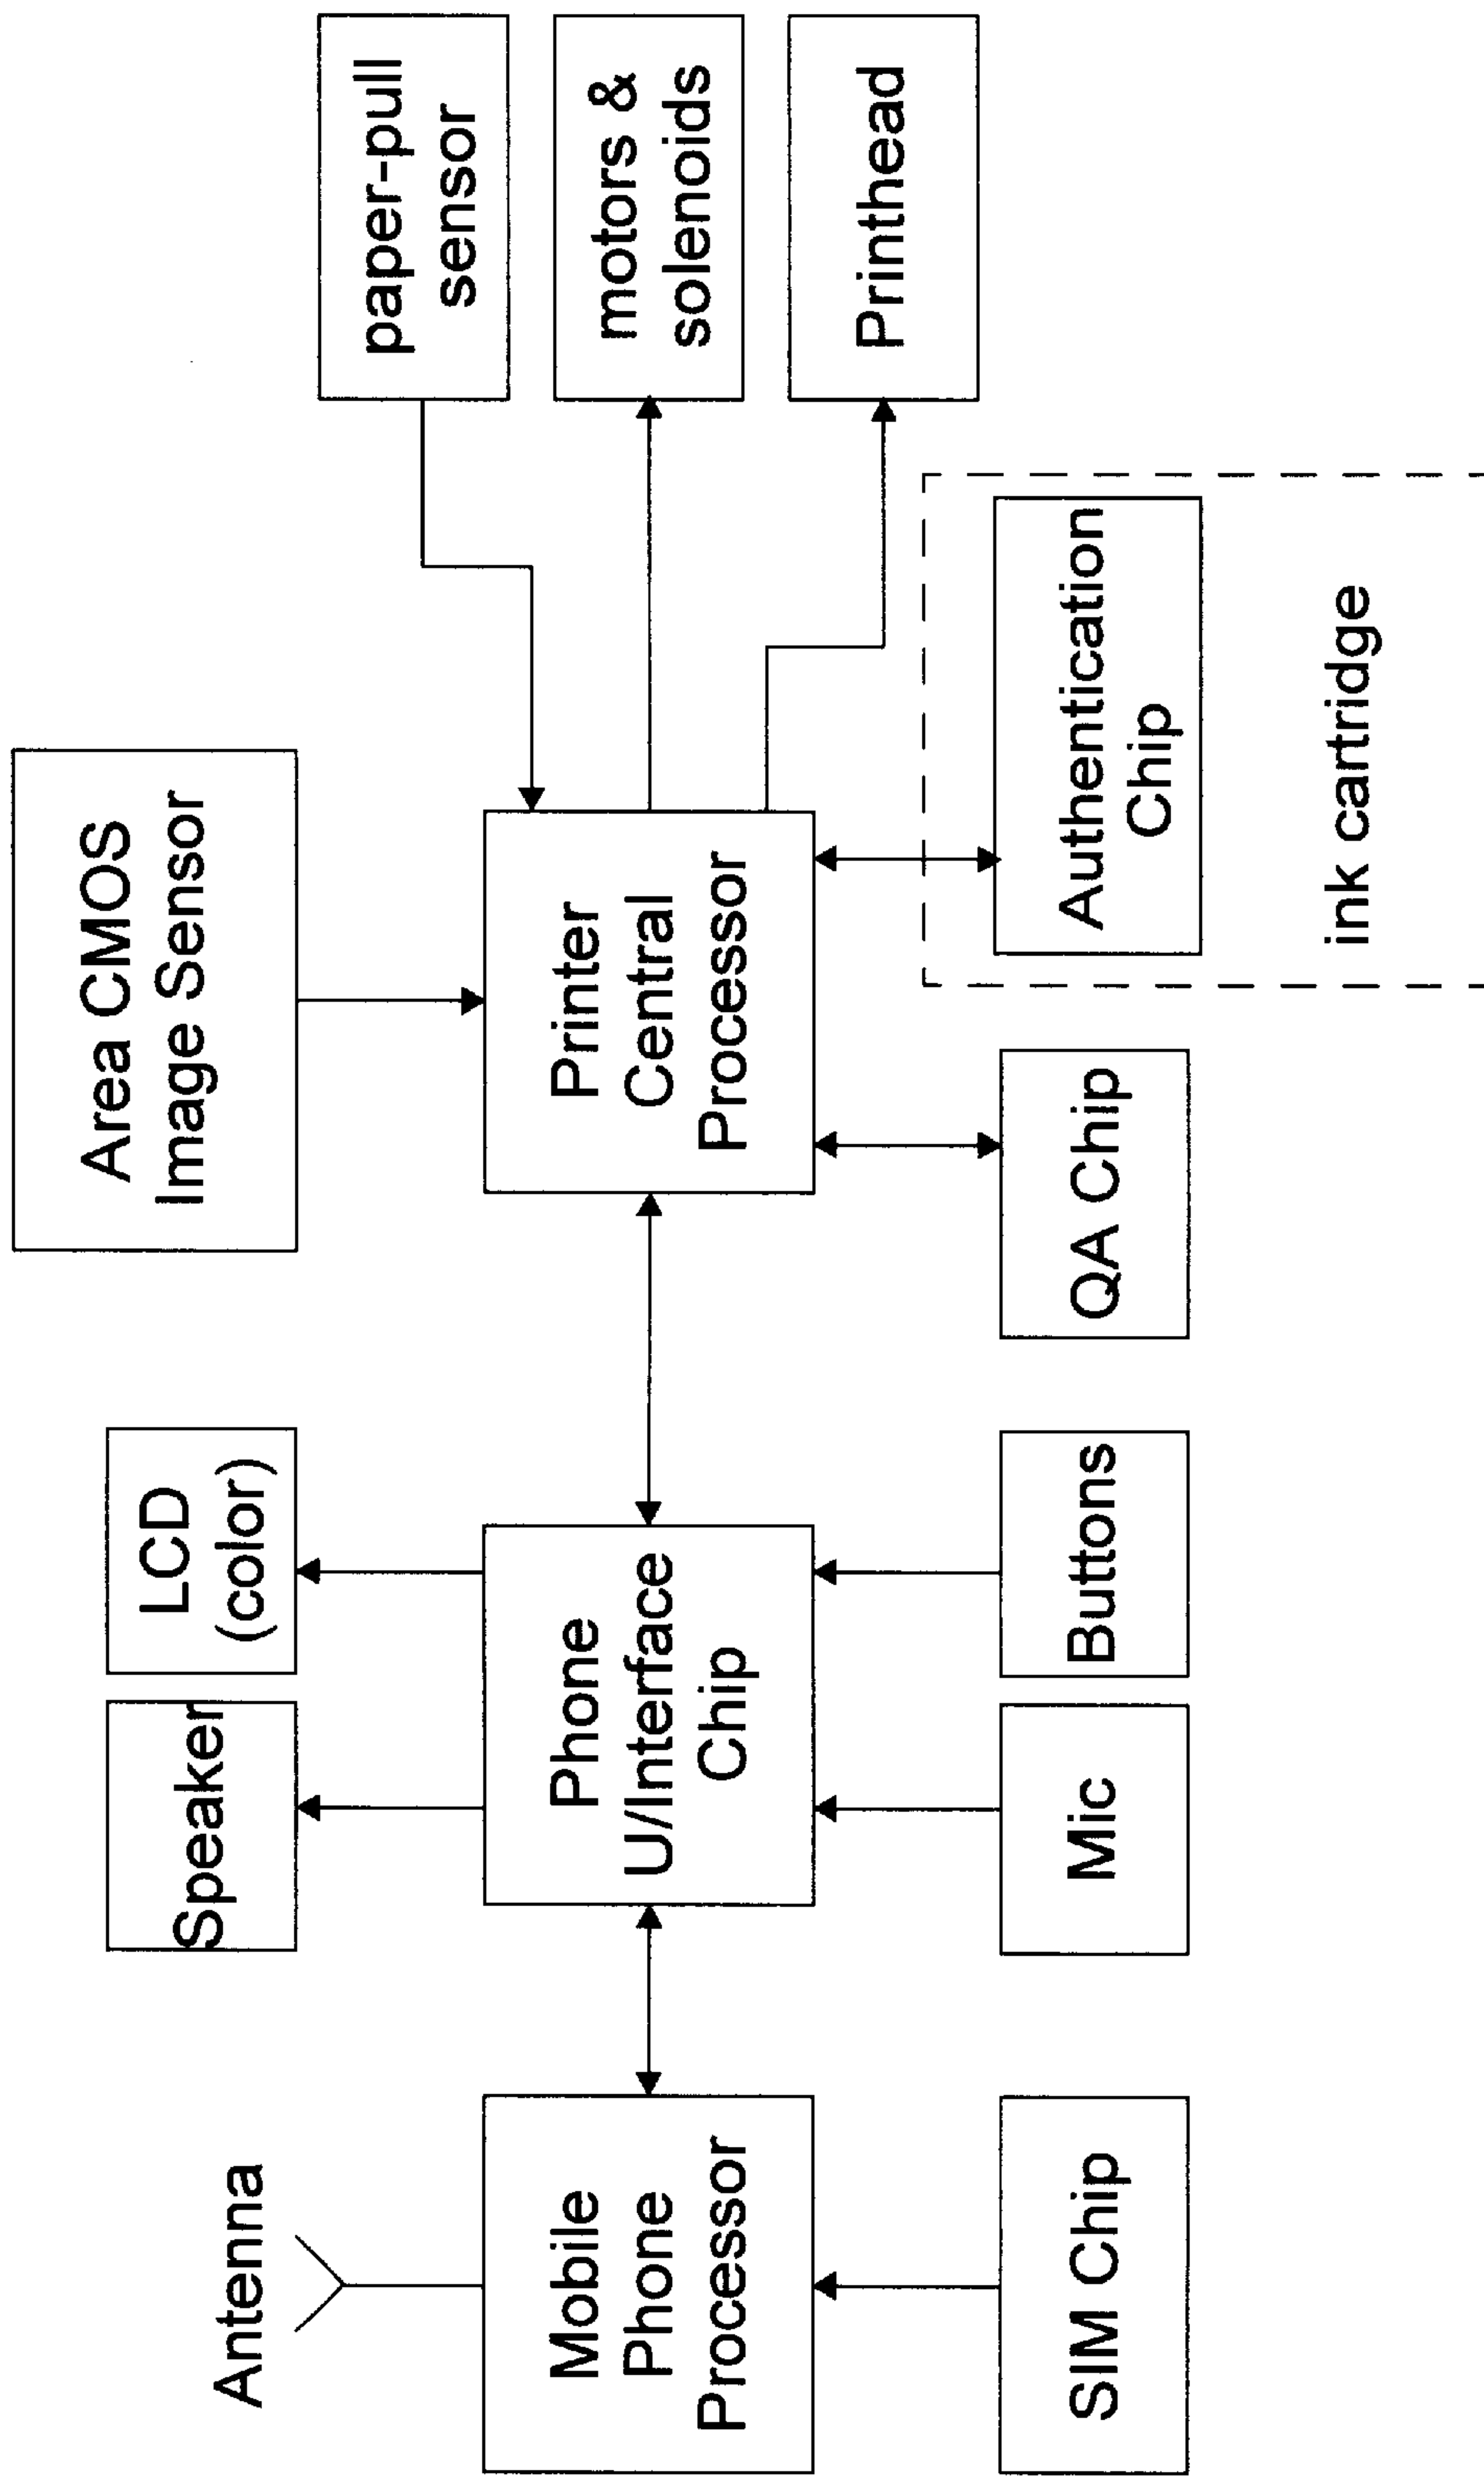 Antenna
Mobile
Phone
Processor
SIM Chip
Speaker
LCD
(color)
Phone
U/Interface
Chip
Mic
Buttons
Area CMOS
Image Sensor
Printer
Central
Processor
QA Chip
Authentication
Chip
ink cartridge
paper-pull
sensor
motors &
solenoids
Printhead